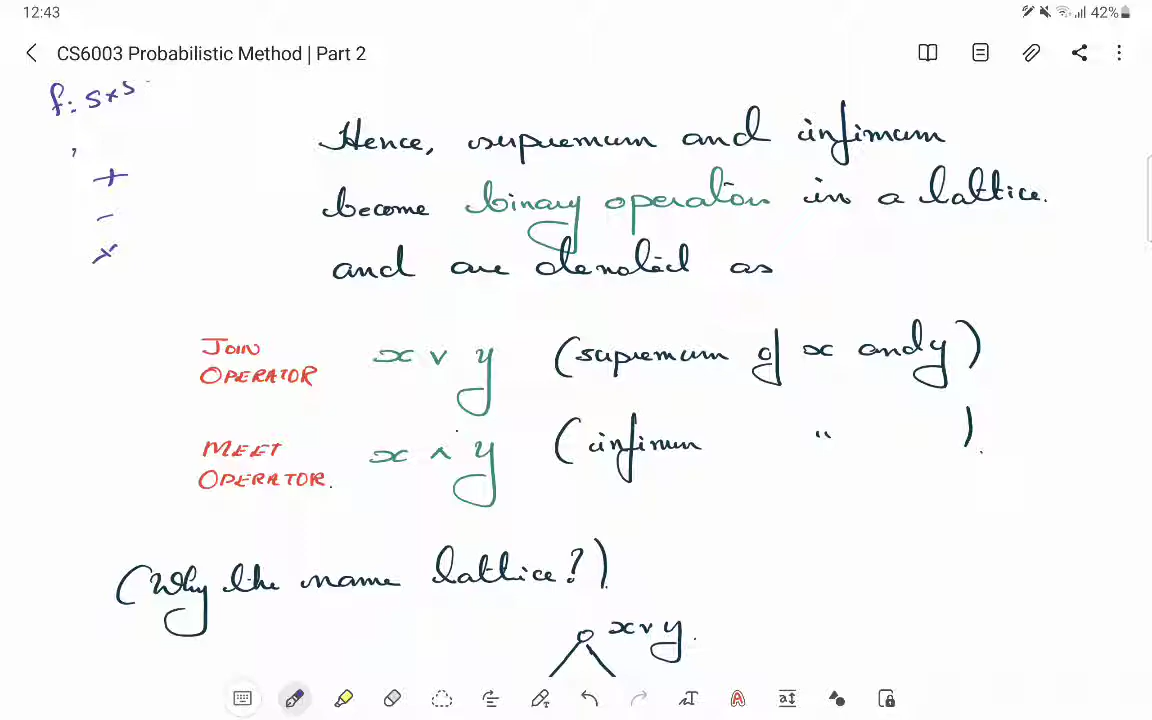 12:43
42%
CS6003 Probabilistic Method | Part 2
f: S×S
,
+
-
×
Hence, supremum and infimum
become binary operators in a lattice.
and are denoted as
JOIN OPERATOR x ∨ y (supremum of x and y)
MEET OPERATOR. x ∧ y (infimum " ).
(Why the name lattice?)
x∨y.